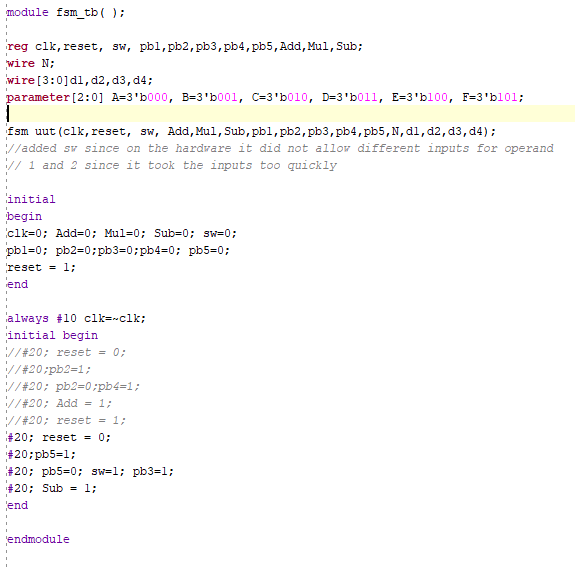 module fsm_tb( );
reg clk,reset, sw, pb1,pb2,pb3,pb4,pb5,Add,Mul,Sub;
wire N;
wire[3:0]d1,d2,d3,d4;
parameter[2:0] A=3'b000, B=3'b001, C=3'b010, D=3'b011, E=3'b100, F=3'b101;
fsm uut(clk,reset, sw, Add,Mul,Sub,pb1,pb2,pb3,pb4,pb5,N,d1,d2,d3,d4);
//added sw since on the hardware it did not allow different inputs for operand
// 1 and 2 since it took the inputs too quickly
initial
begin
clk=0; Add=0; Mul=0; Sub=0; sw=0;
pb1=0; pb2=0;pb3=0;pb4=0; pb5=0;
reset = 1;
end
always #10 clk=~clk;
initial begin
//#20; reset = 0;
//#20;pb2=1;
//#20; pb2=0;pb4=1;
//#20; Add = 1;
//#20; reset = 1;
#20; reset = 0;
#20;pb5=1;
#20; pb5=0; sw=1; pb3=1;
#20; Sub = 1;
end
endmodule